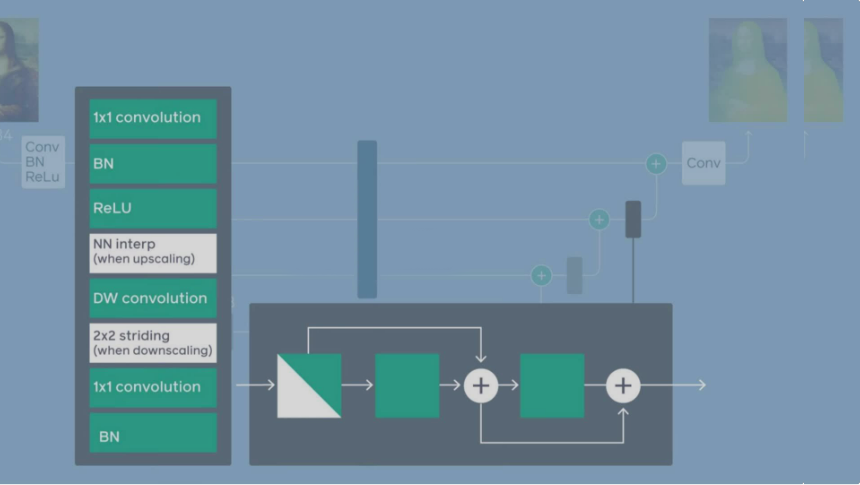 34
Conv
BN
ReLu
1x1 convolution
BN
ReLU
NN interp
(when upscaling)
DW convolution
2x2 striding
(when downscaling)
1x1 convolution
BN
Conv